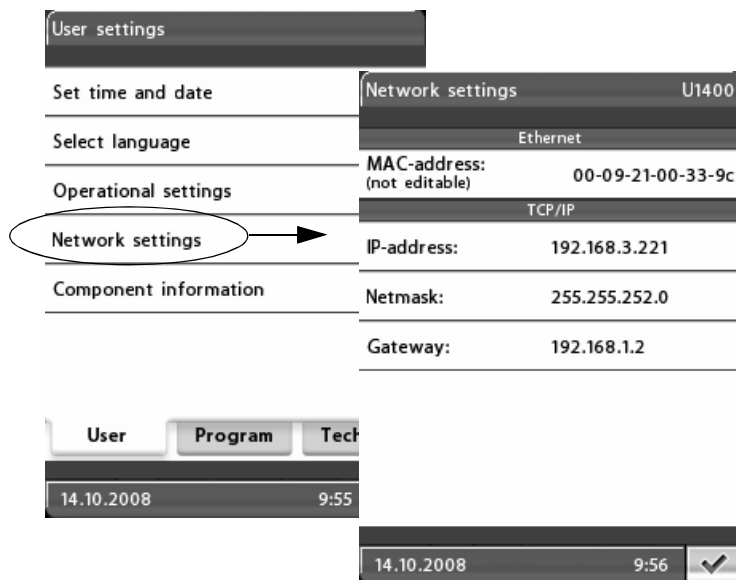 User settings
Set time and date
Select language
Operational settings
Network settings
Component information
User Program Tech
14.10.2008 9:55
Network settings U1400
Ethernet
MAC-address: 00-09-21-00-33-9c
(not editable)
TCP/IP
IP-address: 192.168.3.221
Netmask: 255.255.252.0
Gateway: 192.168.1.2
14.10.2008 9:56